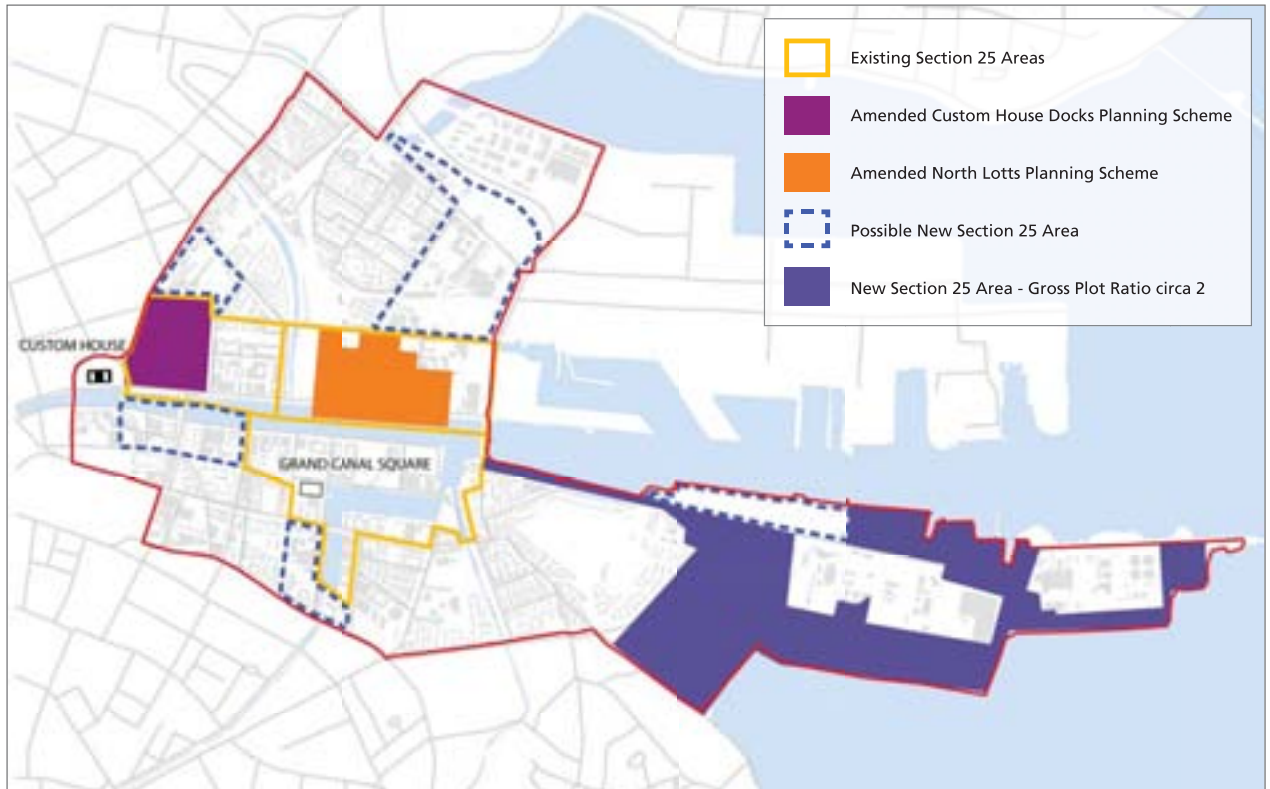 Existing Section 25 Areas
Amended Custom House Docks Planning Scheme
Amended North Lotts Planning Scheme
Possible New Section 25 Area
New Section 25 Area - Gross Plot Ratio circa 2
CUSTOM HOUSE
GRAND CANAL SQUARE